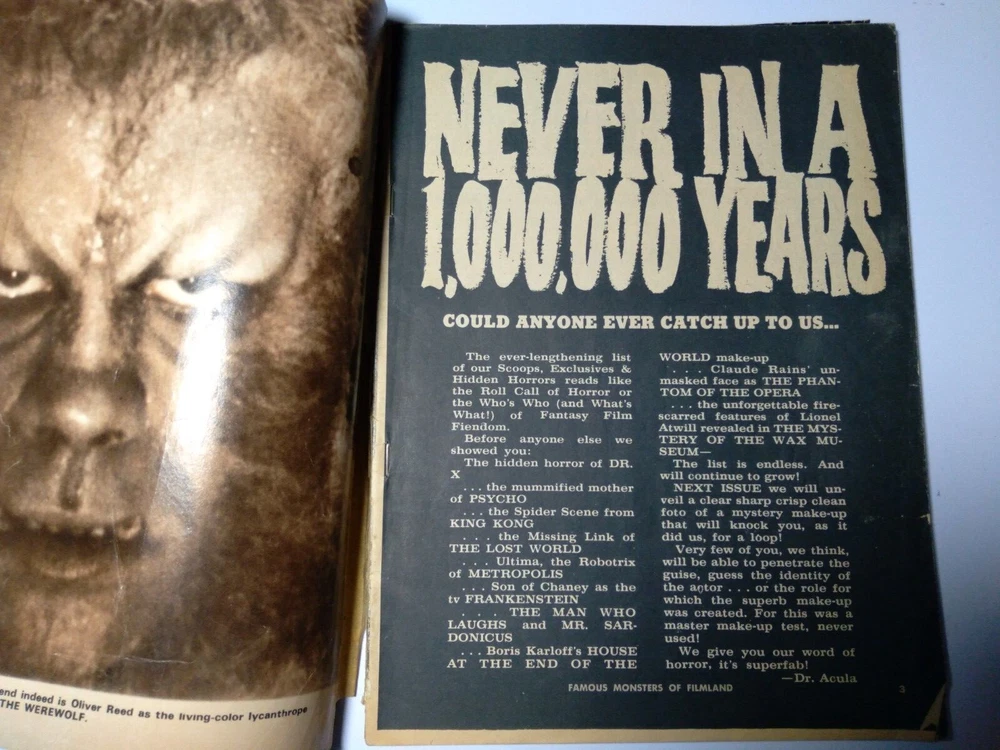 end indeed is Oliver Reed as the living-color lycanthrope
THE WEREWOLF.
NEVER IN A
1,000,000 YEARS
COULD ANYONE EVER CATCH UP TO US...
The ever-lengthening list
of our Scoops, Exclusives &
Hidden Horrors reads like
the Roll Call of Horror or
the Who's Who (and What's
What!) of Fantasy Film
Fiendom.
Before anyone else we
showed you:
The hidden horror of DR.
X
. . . the mummified mother
of PSYCHO
. . . the Spider Scene from
KING KONG
. . . the Missing Link of
THE LOST WORLD
. . . Ultima, the Robotrix
of METROPOLIS
. . . Son of Chaney as the
tv FRANKENSTEIN
. . . THE MAN WHO
LAUGHS and MR. SAR-
DONICUS
. . . Boris Karloff's HOUSE
AT THE END OF THE
WORLD make-up
. . . Claude Rains' un-
masked face as THE PHAN-
TOM OF THE OPERA
. . . the unforgettable fire-
scarred features of Lionel
Atwill revealed in THE MYS-
TERY OF THE WAX MU-
SEUM—
The list is endless. And
will continue to grow!
NEXT ISSUE we will un-
veil a clear sharp crisp clean
foto of a mystery make-up
that will knock you, as it
did us, for a loop!
Very few of you, we think,
will be able to penetrate the
guise, guess the identity of
the actor . . . or the role for
which the superb make-up
was created. For this was a
master make-up test, never
used!
We give you our word of
horror, it's superfab!
—Dr. Acula
FAMOUS MONSTERS OF FILMLAND
3